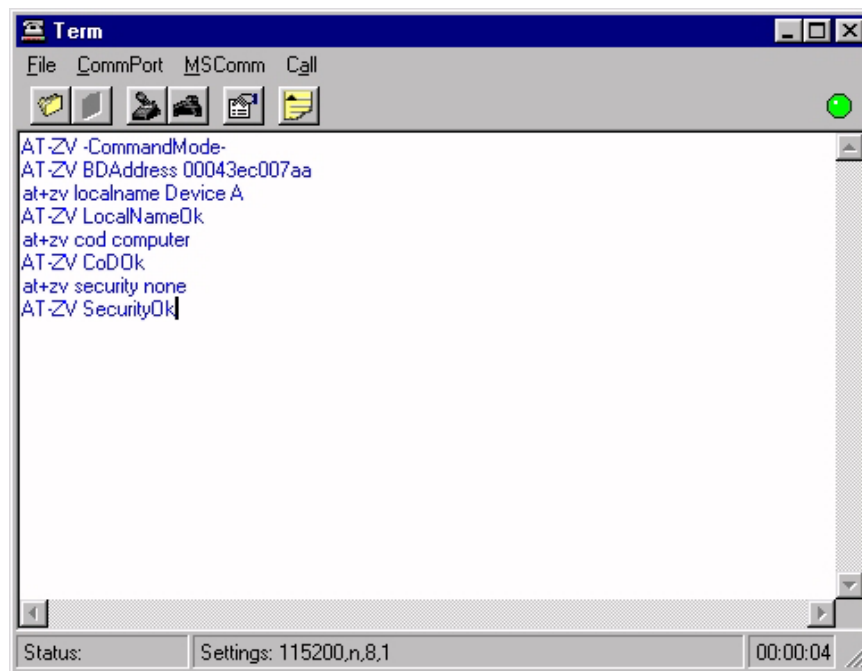 Term
File CommPort MSComm Call
AT-ZV -CommandMode-
AT-ZV BDAddress 00043ec007aa
at+zv localname Device A
AT-ZV LocalNameOk
at+zv cod computer
AT-ZV CoDOk
at+zv security none
AT-ZV SecurityOk
Status: Settings: 115200,n,8,1 00:00:04